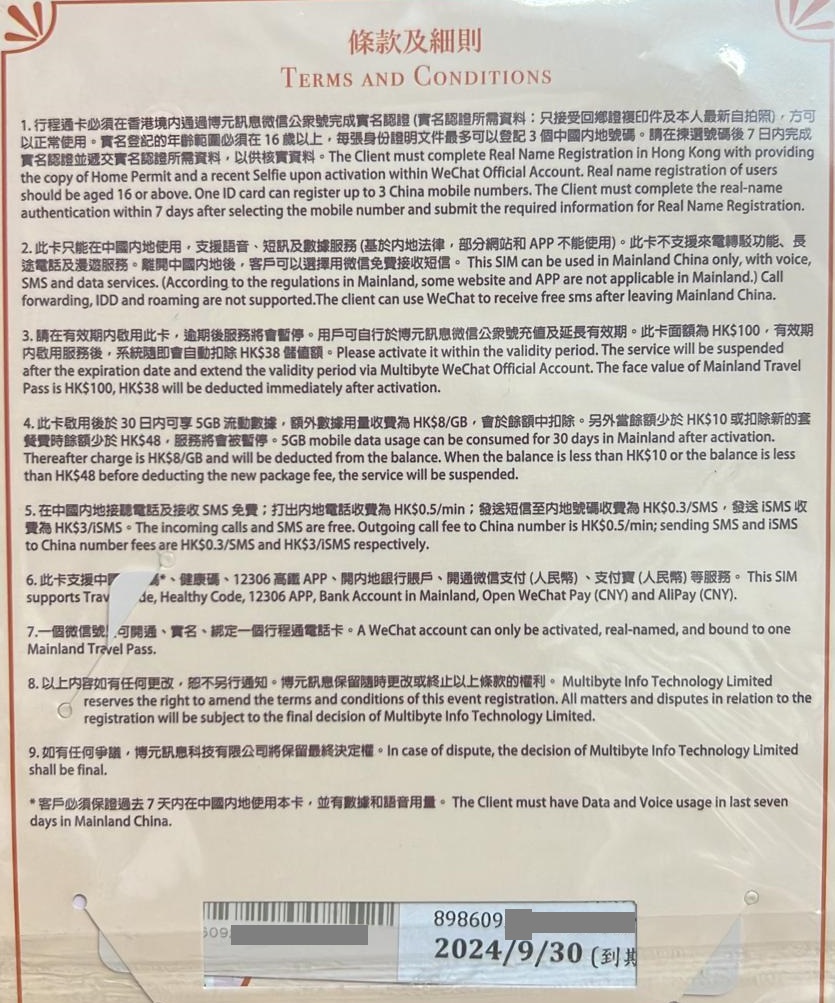 條款及細則
TERMS AND CONDITIONS
1. 行程通卡必須在香港境內通過博元訊息微信公衆號完成實名認證 (實名認證所需資料：只接受回鄉證複印件及本人最新自拍照)，方可
以正常使用。實名登記的年齡範圍必須在 16 歲以上，每張身份證明文件最多可以登記 3 個中國內地號碼。請在揀選號碼後 7 日內完成
實名認證並遞交實名認證所需資料，以供核實資料。The Client must complete Real Name Registration in Hong Kong with providing
the copy of Home Permit and a recent Selfie upon activation within WeChat Official Account. Real name registration of users
should be aged 16 or above. One ID card can register up to 3 China mobile numbers. The Client must complete the real-name
authentication within 7 days after selecting the mobile number and submit the required information for Real Name Registration.
2. 此卡只能在中國內地使用，支援語音、短訊及數據服務 (基於內地法律，部分網站和 APP 不能使用)。此卡不支援來電轉駁功能、長
途電話及漫遊服務。離開中國內地後，客戶可以選擇用微信免費接收短信。 This SIM can be used in Mainland China only, with voice,
SMS and data services. (According to the regulations in Mainland, some website and APP are not applicable in Mainland.) Call
forwarding, IDD and roaming are not supported.The client can use WeChat to receive free sms after leaving Mainland China.
3. 請在有效期內啟用此卡，逾期後服務將會暫停。用戶可自行於博元訊息微信公衆號充值及延長有效期。此卡面額為 HK$100，有效期
內啟用服務後，系統隨即會自動扣除 HK$38 儲值額。Please activate it within the validity period. The service will be suspended
after the expiration date and extend the validity period via Multibyte WeChat Official Account. The face value of Mainland Travel
Pass is HK$100, HK$38 will be deducted immediately after activation.
4. 此卡啟用後於 30 日內可享 5GB 流動數據，額外數據用量收費為 HK$8/GB，會於餘額中扣除。另外當餘額少於 HK$10 或扣除新的套
餐費時餘額少於 HK$48，服務將會被暫停。5GB mobile data usage can be consumed for 30 days in Mainland after activation.
Thereafter charge is HK$8/GB and will be deducted from the balance. When the balance is less than HK$10 or the balance is less
than HK$48 before deducting the new package fee, the service will be suspended.
5. 在中國內地接聽電話及接收 SMS 免費；打出內地電話收費為 HK$0.5/min；發送短信至內地號碼收費為 HK$0.3/SMS，發送 iSMS 收
費為 HK$3/iSMS。The incoming calls and SMS are free. Outgoing call fee to China number is HK$0.5/min; sending SMS and iSMS
to China number fees are HK$0.3/SMS and HK$3/iSMS respectively.
6. 此卡支援中 *、健康碼、12306 高鐵 APP、開內地銀行賬戶、開通微信支付 (人民幣) 、支付寶 (人民幣) 等服務。 This SIM
supports Trav de, Healthy Code, 12306 APP, Bank Account in Mainland, Open WeChat Pay (CNY) and AliPay (CNY).
7.一個微信號 可開通、實名、綁定一個行程通電話卡。A WeChat account can only be activated, real-named, and bound to one
Mainland Travel Pass.
8. 以上內容如有任何更改，恕不另行通知。博元訊息保留隨時更改或終止以上條款的權利。 Multibyte Info Technology Limited
reserves the right to amend the terms and conditions of this event registration. All matters and disputes in relation to the
registration will be subject to the final decision of Multibyte Info Technology Limited.
9. 如有任何爭議，博元訊息科技有限公司將保留最終決定權。In case of dispute, the decision of Multibyte Info Technology Limited
shall be final.
* 客戶必須保證過去 7 天內在中國內地使用本卡，並有數據和語音用量。 The Client must have Data and Voice usage in last seven
days in Mainland China.
609
898609
2024/9/30 (到期